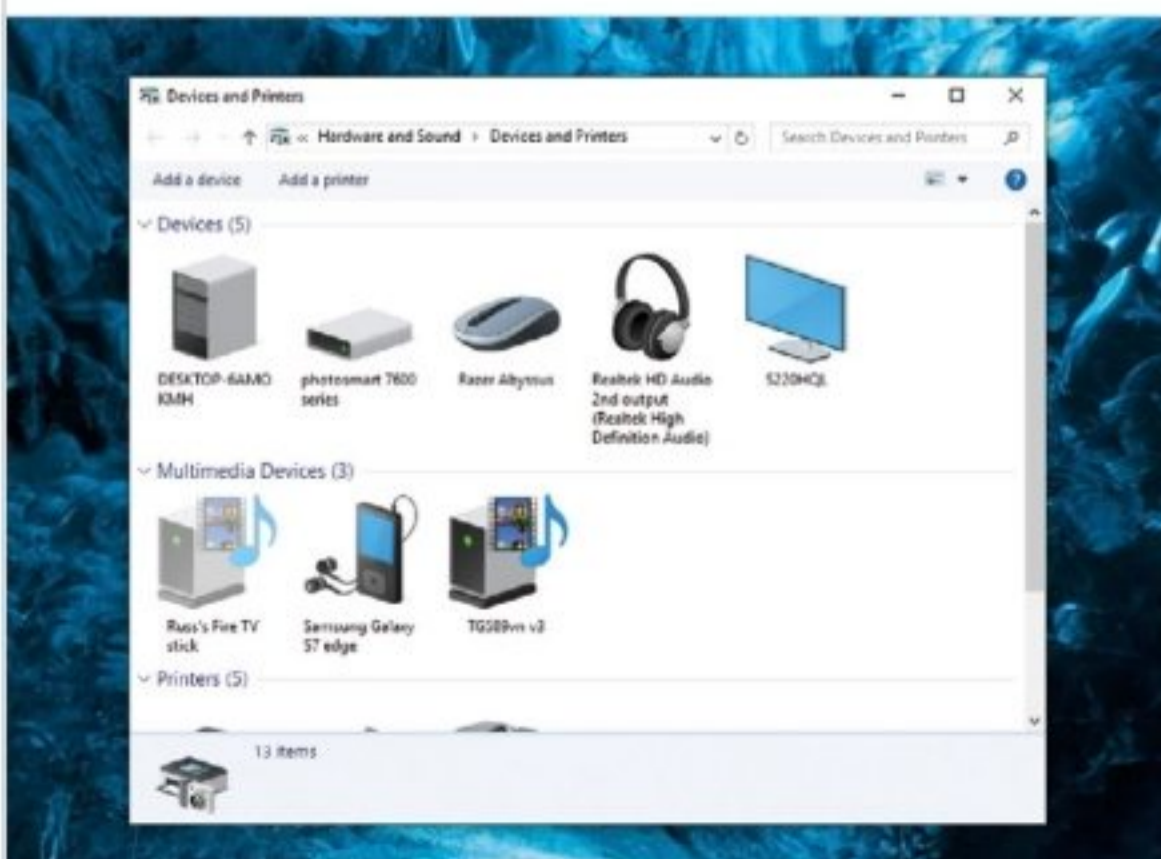 Devices and Printers
« Hardware and Sound › Devices and Printers
Search Devices and Printers
Add a device Add a printer
Devices (5)
DESKTOP-6AMO
KMH
photosmart 7600
series
Razer Abyssus
Realtek HD Audio
2nd output
(Realtek High
Definition Audio)
S220HQL
Multimedia Devices (3)
Russ's Fire TV
stick
Samsung Galaxy
S7 edge
TG589vn v3
Printers (5)
13 items